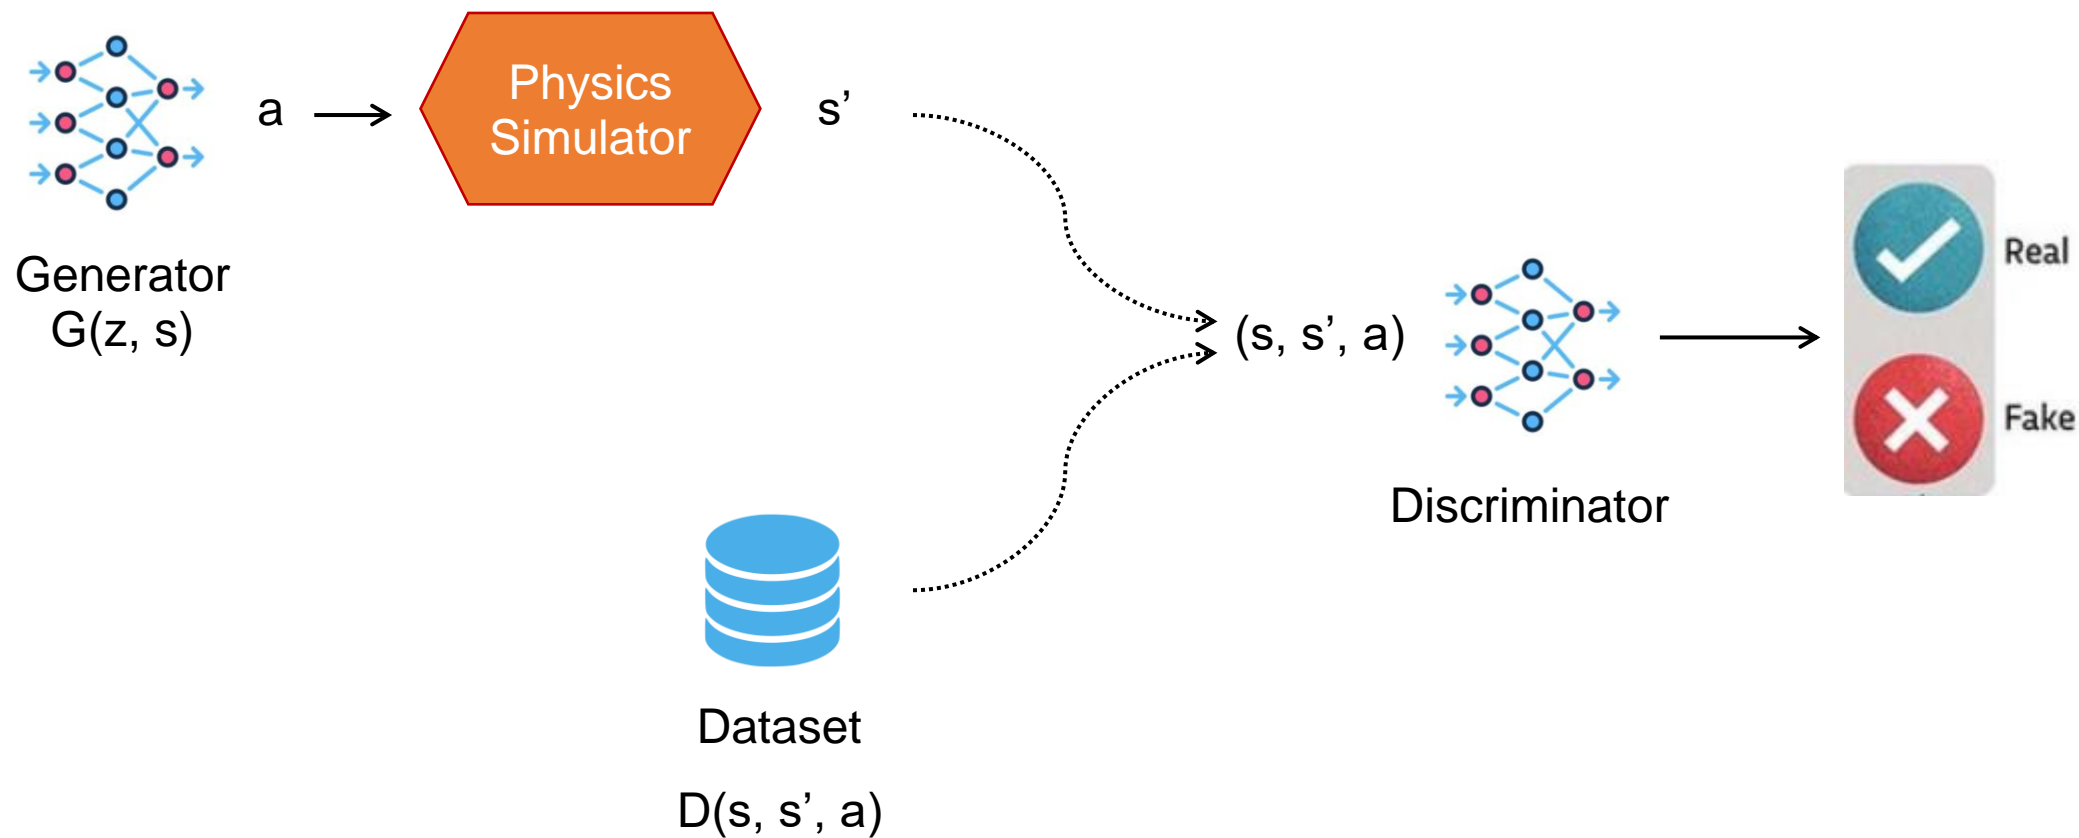 a
Physics
Simulator
s’
Generator
G(z, s)
(s, s’, a)
Real
Fake
Discriminator
Dataset
D(s, s’, a)